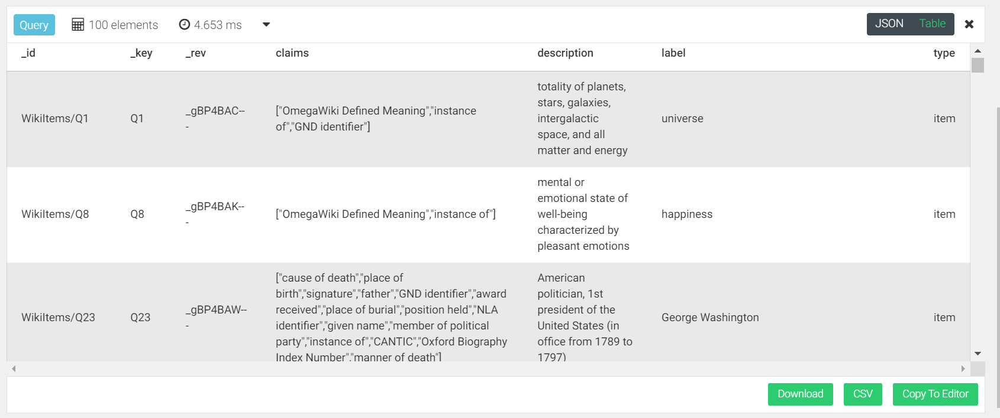 Query 100 elements 4.653 ms JSON Table
_id _key _rev claims description label type
totality of planets,
stars, galaxies,
intergalactic
space, and all
matter and energy
WikiItems/Q1
Q1
_gBP4BAC--
-
["OmegaWiki Defined Meaning","instance
of","GND identifier"]
universe
item
mental or
emotional state of
well-being
characterized by
pleasant emotions
WikiItems/Q8
Q8
_gBP4BAK--
-
["OmegaWiki Defined Meaning","instance of"]
happiness
item
["cause of death","place of
birth","signature","father","GND identifier","award
received","place of burial","position held","NLA
identifier","given name","member of political
party","instance of","CANTIC","Oxford Biography
Index Number","manner of death"]
American
politician, 1st
president of the
United States (in
office from 1789 to
1797)
WikiItems/Q23
Q23
_gBP4BAW--
-
George Washington
item
Download CSV Copy To Editor